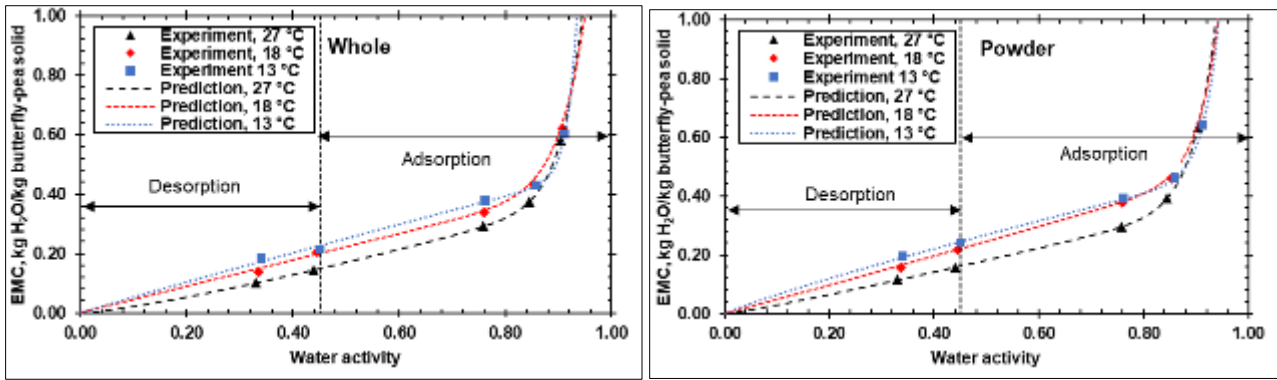 Experiment, 27 °C
Experiment, 18 °C
Experiment 13 °C
Prediction, 27 °C
Prediction, 18 °C
Prediction, 13 °C
Whole
Adsorption
Desorption
EMC, kg H₂O/kg butterfly-pea solid
1.00
0.80
0.60
0.40
0.20
0.00
0.00 0.20 0.40 0.60 0.80 1.00
Water activity
Experiment, 27 °C
Experiment, 18 °C
Experiment 13 °C
Prediction, 27 °C
Prediction, 18 °C
Prediction, 13 °C
Powder
Adsorption
Desorption
EMC, kg H₂O/kg butterfly-pea solid
1.00
0.80
0.60
0.40
0.20
0.00
0.00 0.20 0.40 0.60 0.80 1.00
Water activity